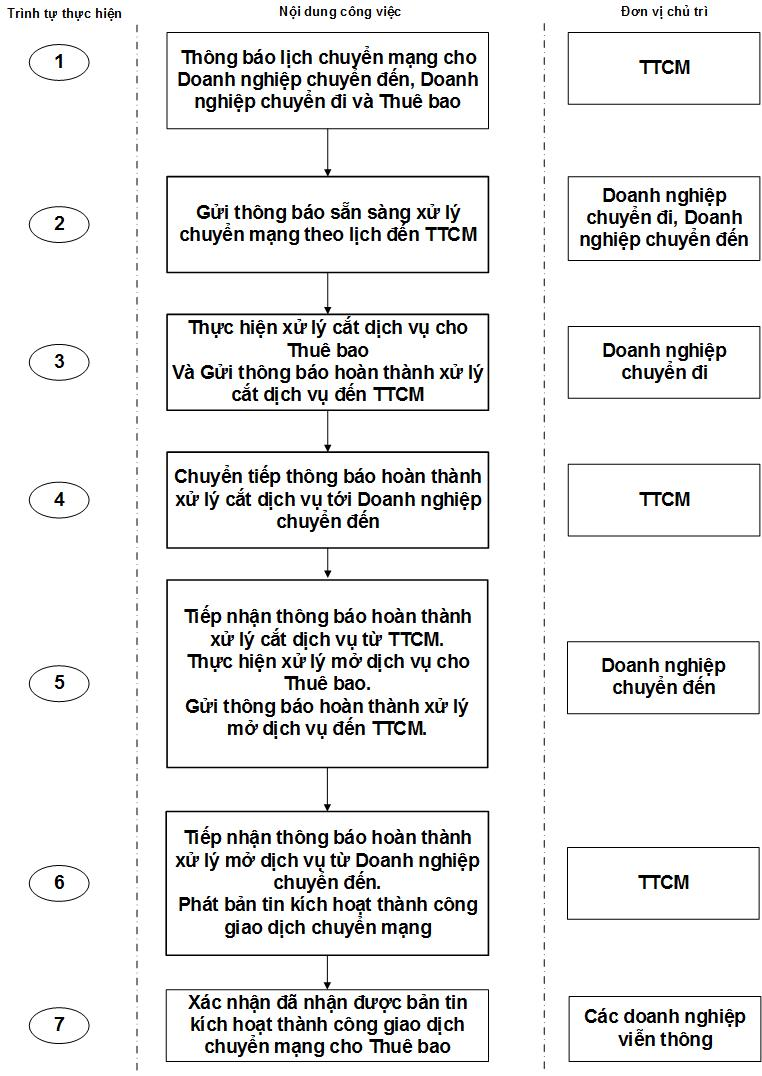 Trình tự thực hiện
Nội dung công việc
Đơn vị chủ trì
1
Thông báo lịch chuyển mạng cho
Doanh nghiệp chuyển đến, Doanh
nghiệp chuyển đi và Thuê bao
TTCM
2
Gửi thông báo sẵn sàng xử lý
chuyển mạng theo lịch đến TTCM
Doanh nghiệp
chuyển đi, Doanh
nghiệp chuyển đến
3
Thực hiện xử lý cắt dịch vụ cho
Thuê bao
Và Gửi thông báo hoàn thành xử lý
cắt dịch vụ đến TTCM
Doanh nghiệp
chuyển đi
4
Chuyển tiếp thông báo hoàn thành
xử lý cắt dịch vụ tới Doanh nghiệp
chuyển đến
TTCM
5
Tiếp nhận thông báo hoàn thành
xử lý cắt dịch vụ từ TTCM.
Thực hiện xử lý mở dịch vụ cho
Thuê bao.
Gửi thông báo hoàn thành xử lý
mở dịch vụ đến TTCM.
Doanh nghiệp
chuyển đến
6
Tiếp nhận thông báo hoàn thành
xử lý mở dịch vụ từ Doanh nghiệp
chuyển đến.
Phát bản tin kích hoạt thành công
giao dịch chuyển mạng
TTCM
7
Xác nhận đã nhận được bản tin
kích hoạt thành công giao dịch
chuyển mạng cho Thuê bao
Các doanh nghiệp
viễn thông